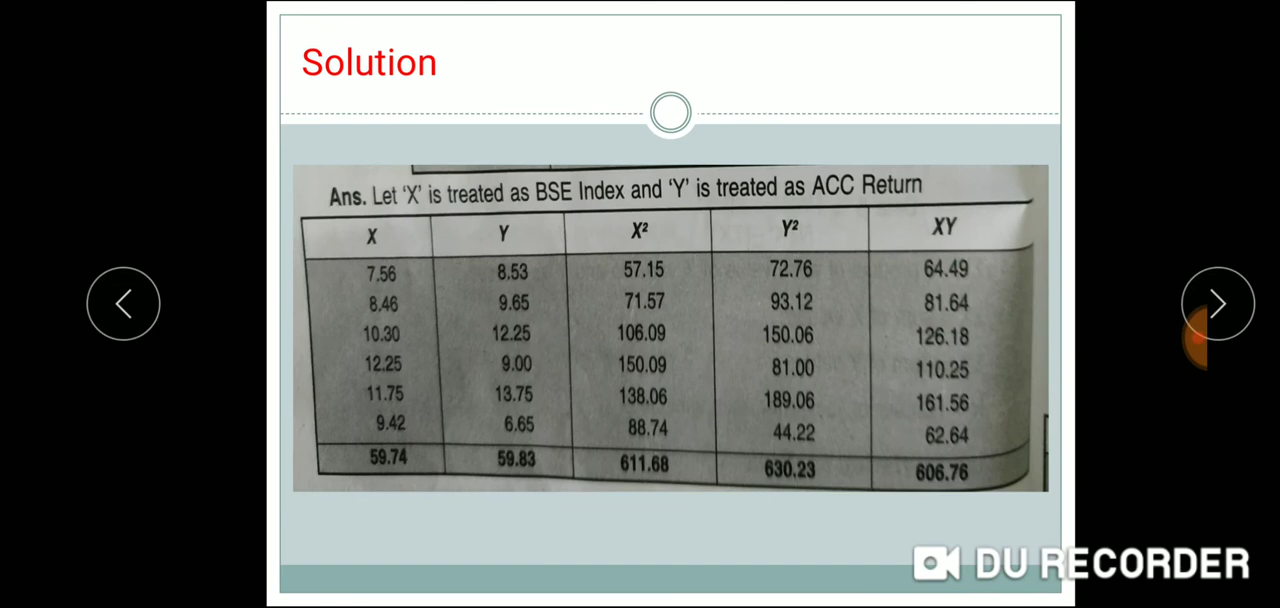 Solution
Ans. Let 'X' is treated as BSE Index and 'Y' is treated as ACC Return
X Y X² Y² XY
7.56 8.53 57.15 72.76 64.49
8.46 9.65 71.57 93.12 81.64
10.30 12.25 106.09 150.06 126.18
12.25 9.00 150.09 81.00 110.25
11.75 13.75 138.06 189.06 161.56
9.42 6.65 88.74 44.22 62.64
59.74 59.83 611.68 630.23 606.76
DU RECORDER